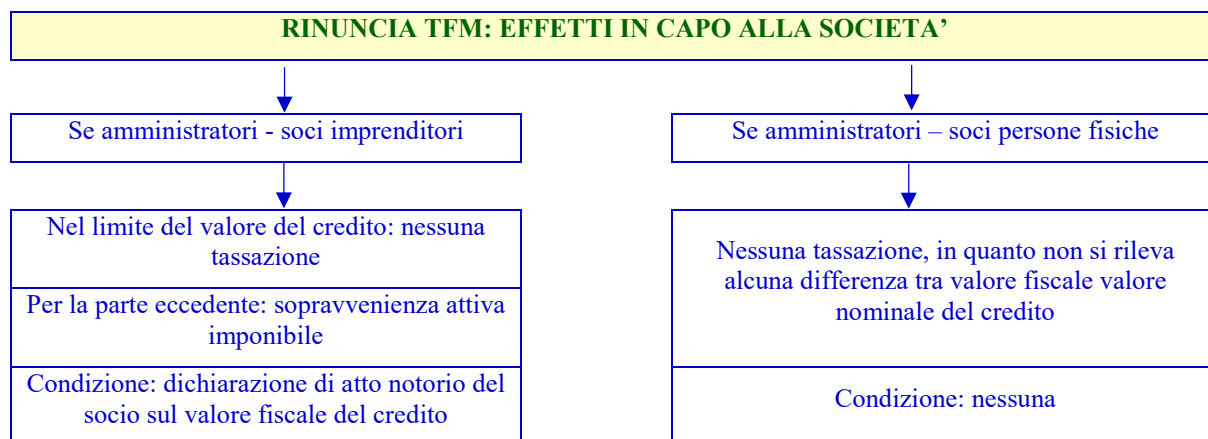 RINUNCIA TFM: EFFETTI IN CAPO ALLA SOCIETA’
Se amministratori - soci imprenditori
Se amministratori – soci persone fisiche
Nel limite del valore del credito: nessuna
tassazione
Per la parte eccedente: sopravvenienza attiva
imponibile
Condizione: dichiarazione di atto notorio del
socio sul valore fiscale del credito
Nessuna tassazione, in quanto non si rileva
alcuna differenza tra valore fiscale valore
nominale del credito
Condizione: nessuna